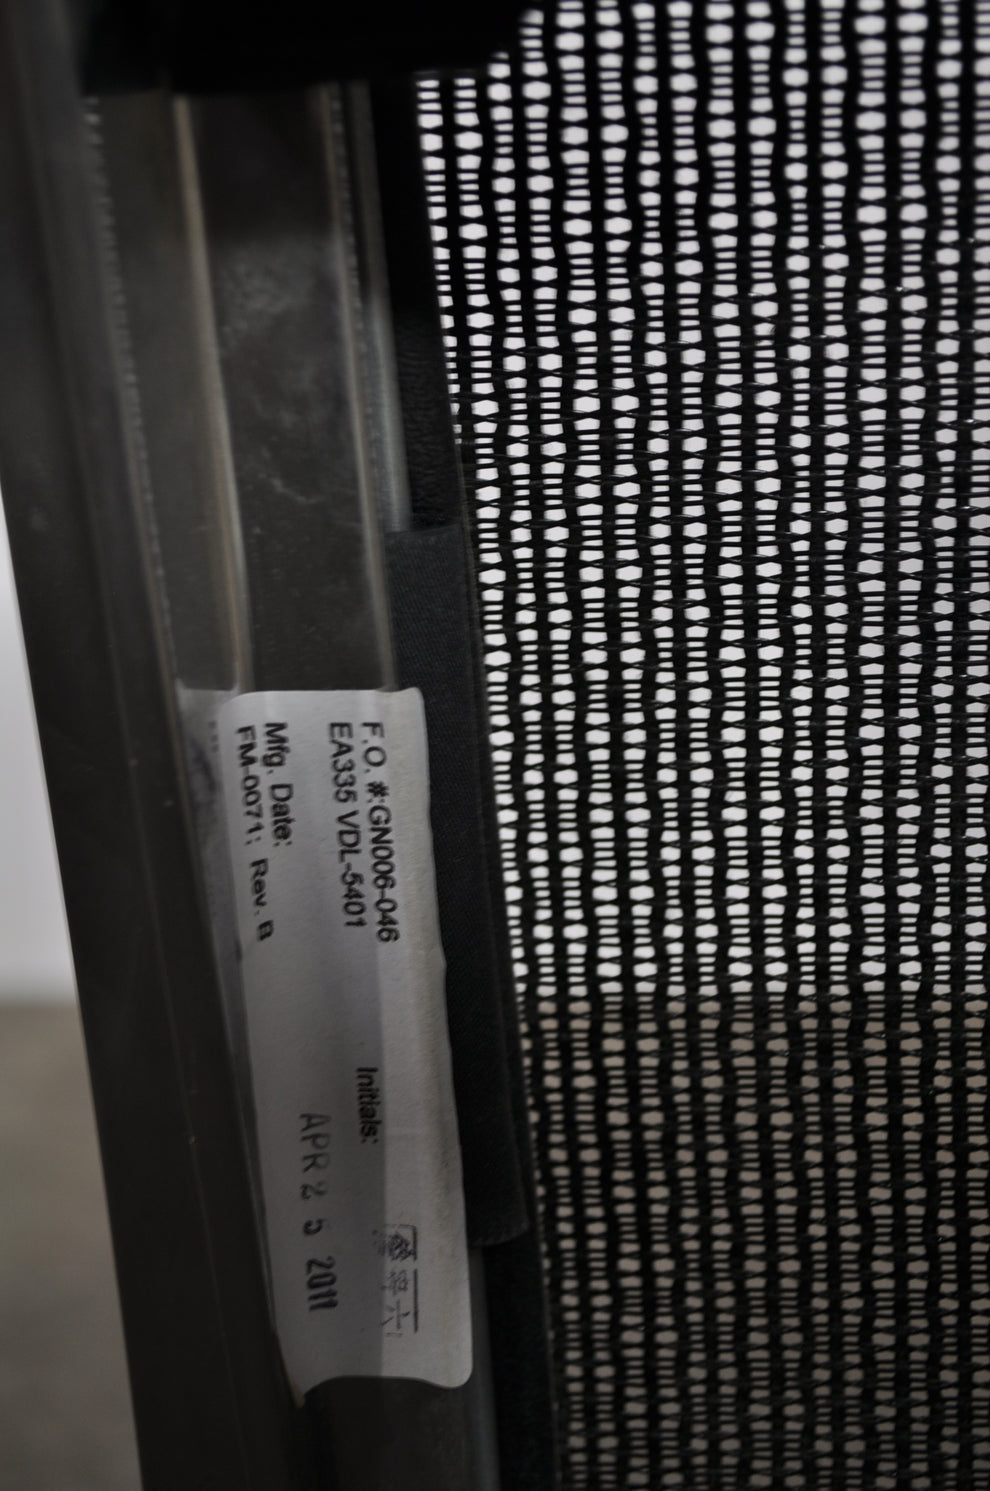 F.O. #:GN006-046
EA335 VDL-5401
Initials:
Mfg. Date:
APR 2 5 2011
FM-0071: Rev. B